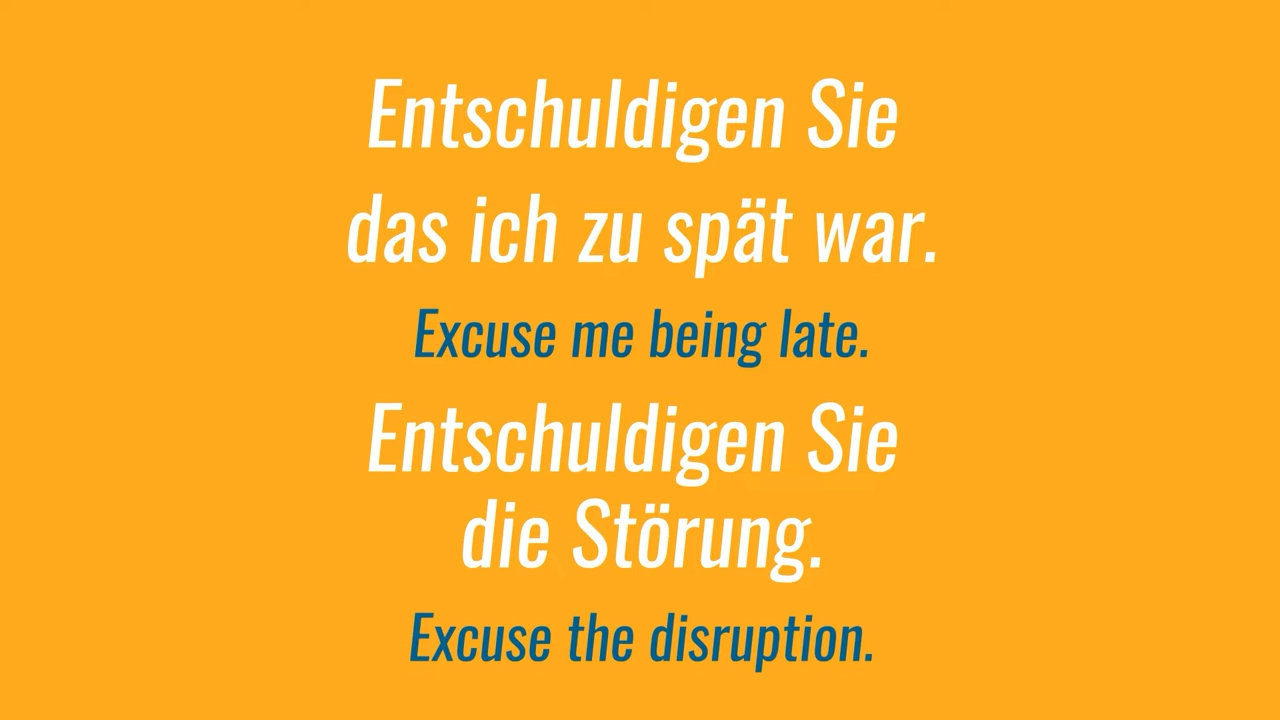 Entschuldigen Sie
das ich zu spät war.
Excuse me being late.
Entschuldigen Sie
die Störung.
Excuse the disruption.